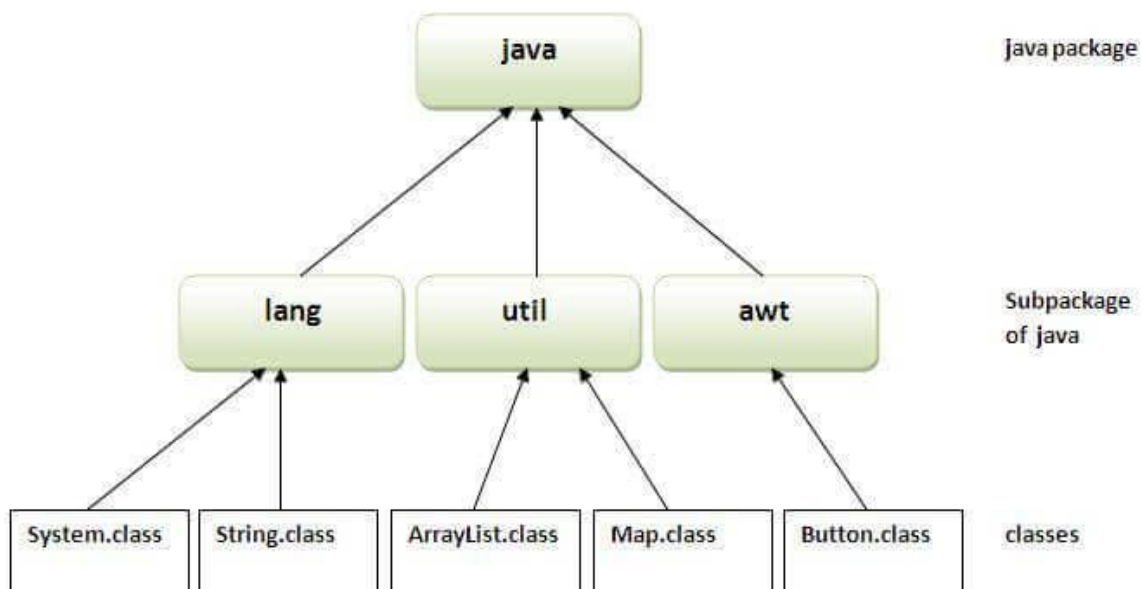 java
java package
lang
util
awt
Subpackage
of java
System.class
String.class
ArrayList.class
Map.class
Button.class
classes